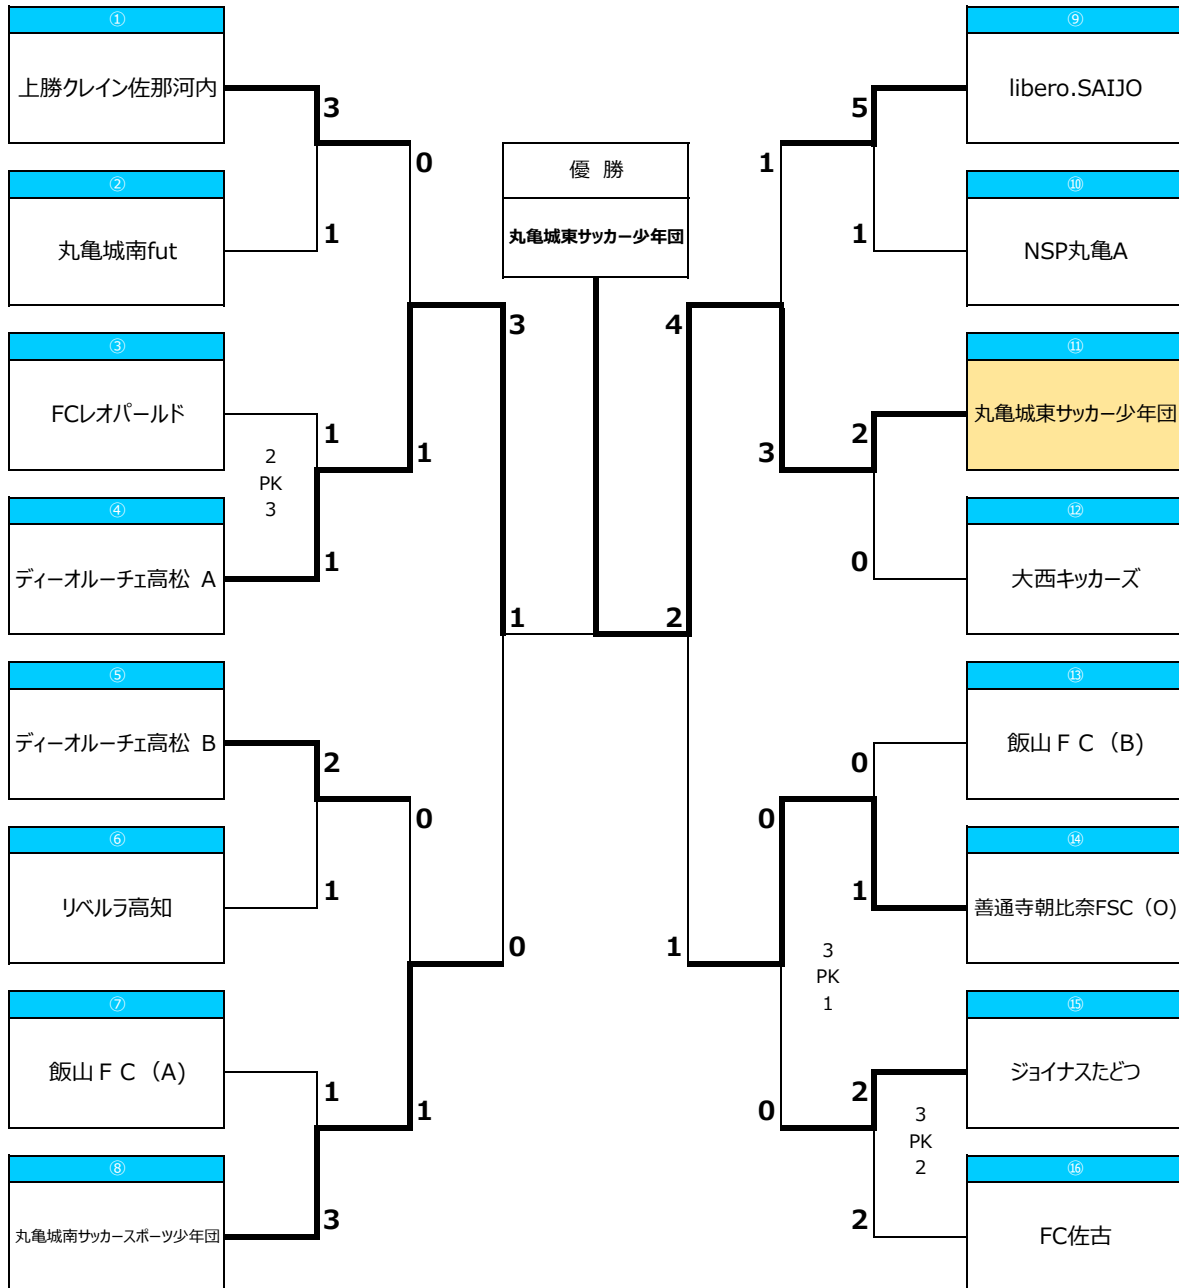 ①
上勝クレイン佐那河内
3
0
②
丸亀城南fut
1
③
FCレオパールド
1
2
PK
3
1
④
ディーオルーチェ高松 A
1
3
⑤
ディーオルーチェ高松 B
2
0
⑥
リベルラ高知
1
⑦
飯山ＦＣ（A)
1
1
⑧
丸亀城南サッカースポーツ少年団
3
0
1
優 勝
丸亀城東サッカー少年団
2
⑨
libero.SAIJO
5
1
⑩
NSP丸亀A
1
4
⑪
丸亀城東サッカー少年団
2
3
⑫
大西キッカーズ
0
⑬
飯山ＦＣ（B)
0
0
⑭
善通寺朝比奈FSC（O)
1
1
3
PK
1
⑮
ジョイナスたどつ
2
0
3
PK
2
⑯
FC佐古
2